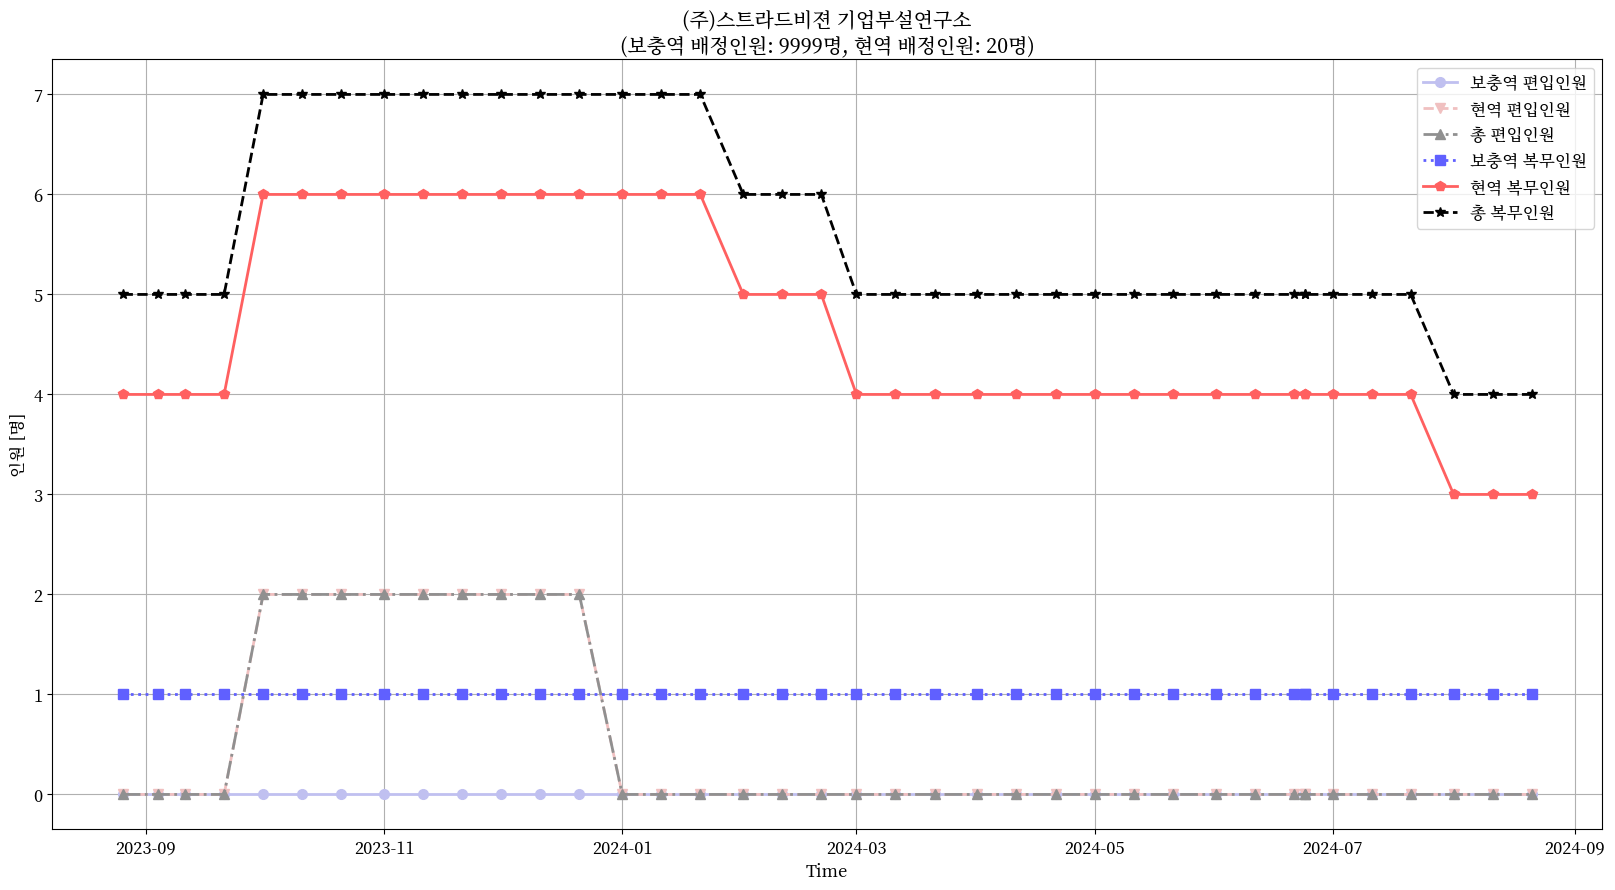 (주)스트라드비젼 기업부설연구소
(보충역 배정인원: 9999명, 현역 배정인원: 20명)
보충역 편입인원
현역 편입인원
총 편입인원
보충역 복무인원
현역 복무인원
총 복무인원
인원 [명]
7
6
5
4
3
2
1
0
2023-09
2023-11
2024-01
2024-03
2024-05
2024-07
2024-09
Time